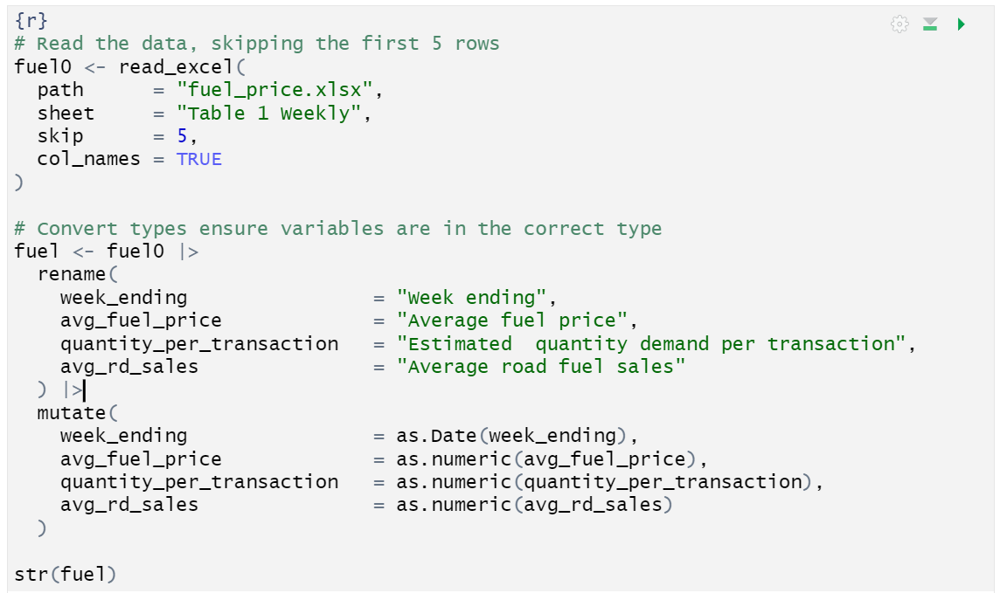 {r}
# Read the data, skipping the first 5 rows
fuel0 <- read_excel(
  path      = "fuel_price.xlsx",
  sheet     = "Table 1 Weekly",
  skip      = 5,
  col_names = TRUE
)

# Convert types ensure variables are in the correct type
fuel <- fuel0 |>
  rename(
    week_ending                = "Week ending",
    avg_fuel_price             = "Average fuel price",
    quantity_per_transaction   = "Estimated  quantity demand per transaction",
    avg_rd_sales               = "Average road fuel sales"
  ) |>
  mutate(
    week_ending                = as.Date(week_ending),
    avg_fuel_price             = as.numeric(avg_fuel_price),
    quantity_per_transaction   = as.numeric(quantity_per_transaction),
    avg_rd_sales               = as.numeric(avg_rd_sales)
  )

str(fuel)